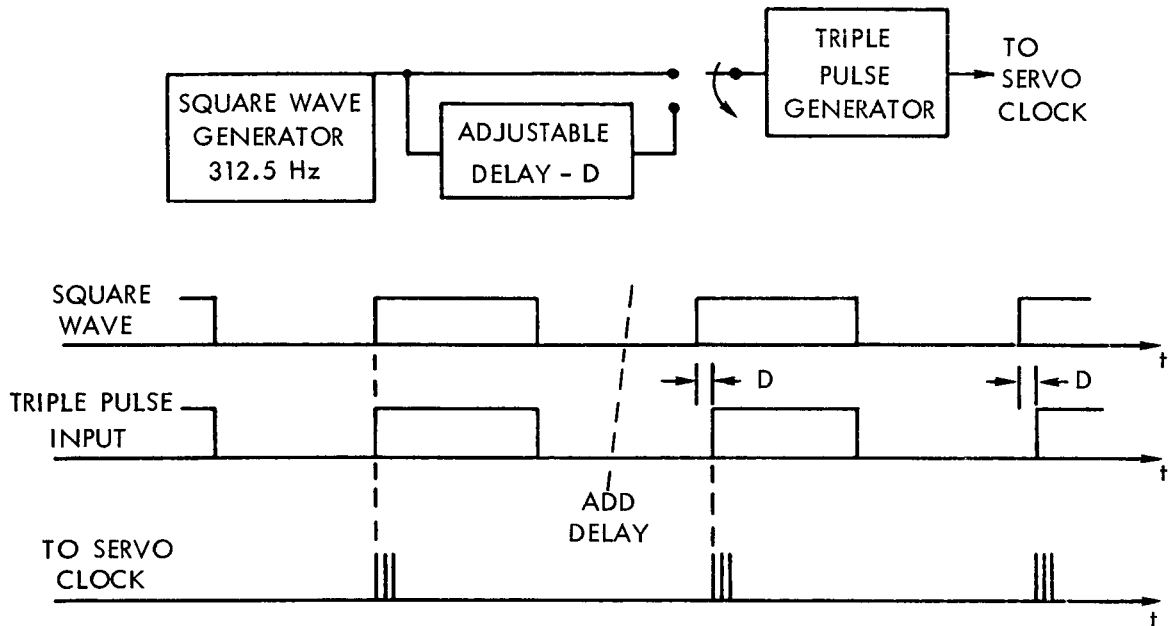 SQUARE WAVE
GENERATOR
312.5 Hz
ADJUSTABLE
DELAY - D
TRIPLE
PULSE
GENERATOR
TO
SERVO
CLOCK
SQUARE
WAVE
t
D
D
TRIPLE PULSE
INPUT
t
ADD
DELAY
TO SERVO
CLOCK
t